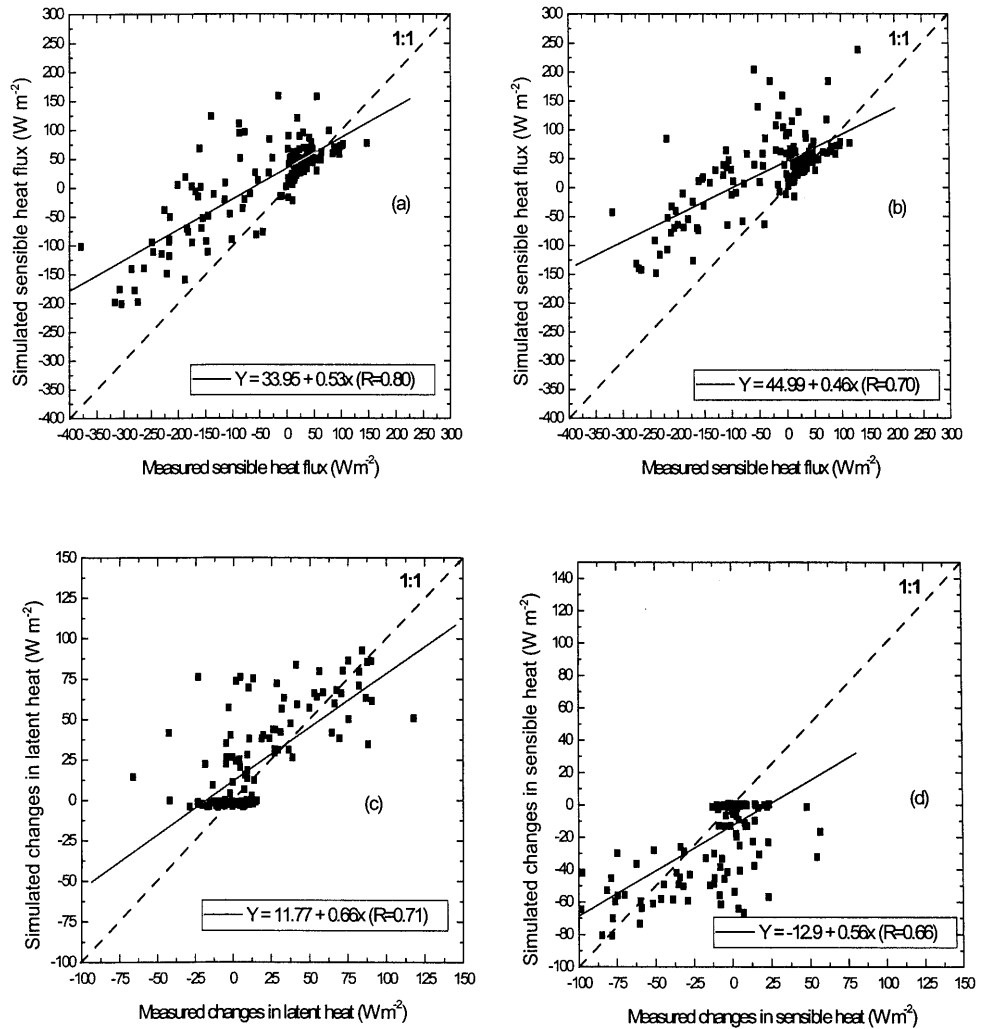 300
250
200
150
100
50
0
-50
-100
-150
-200
-250
-300
-350
-400
Simulated sensible heat flux (W m-2)
1:1
(a)
Y = 33.95 + 0.53x (R=0.80)
-400 -350 -300 -250 -200 -150 -100 -50 0 50 100 150 200 250 300
Measured sensible heat flux (Wm-2)
300
250
200
150
100
50
0
-50
-100
-150
-200
-250
-300
-350
-400
Simulated sensible heat flux (W m-2)
1:1
(b)
Y = 44.99 + 0.46x (R=0.70)
-400 -350 -300 -250 -200 -150 -100 -50 0 50 100 150 200 250 300
Measured sensible heat flux (Wm-2)
150
125
100
75
50
25
0
-25
-50
-75
-100
Simulated changes in latent heat (W m-2)
1:1
(c)
Y = 11.77 + 0.66x (R=0.71)
-100 -75 -50 -25 0 25 50 75 100 125 150
Measured changes in latent heat (Wm-2)
150
140
120
100
80
60
40
20
0
-20
-40
-60
-80
-100
Simulated changes in sensible heat (W m-2)
1:1
(d)
Y = -12.9 + 0.56x (R=0.66)
-100 -75 -50 -25 0 25 50 75 100 125 150
Measured changes in sensible heat (Wm-2)